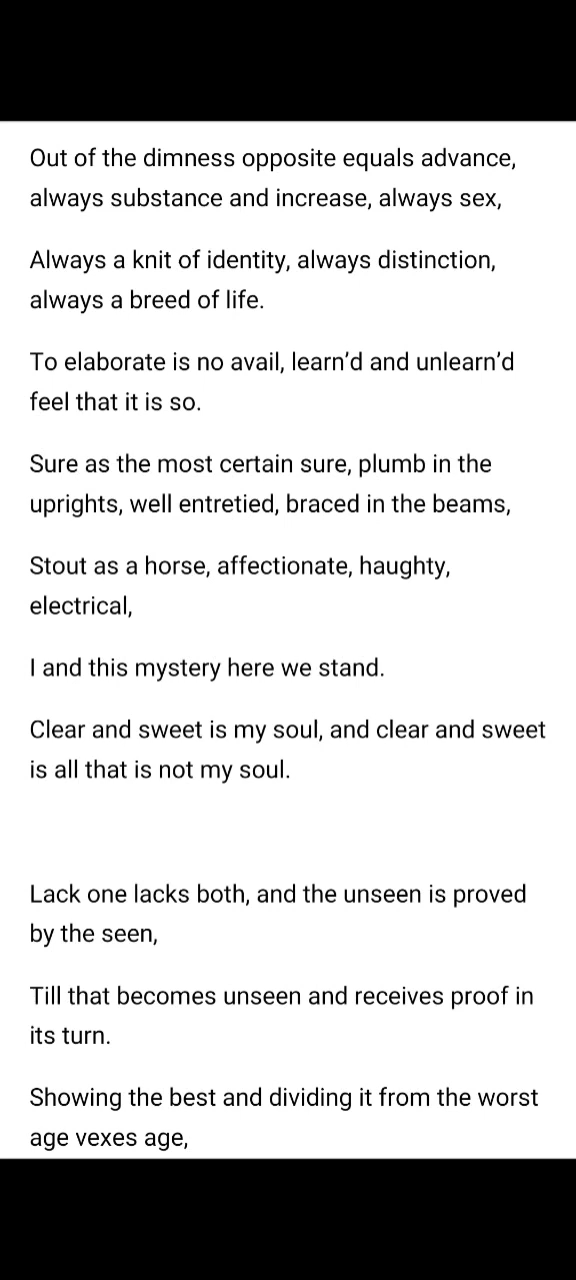 Out of the dimness opposite equals advance,
always substance and increase, always sex,
Always a knit of identity, always distinction,
always a breed of life.
To elaborate is no avail, learn’d and unlearn’d
feel that it is so.
Sure as the most certain sure, plumb in the
uprights, well entretied, braced in the beams,
Stout as a horse, affectionate, haughty,
electrical,
I and this mystery here we stand.
Clear and sweet is my soul, and clear and sweet
is all that is not my soul.
Lack one lacks both, and the unseen is proved
by the seen,
Till that becomes unseen and receives proof in
its turn.
Showing the best and dividing it from the worst
age vexes age,